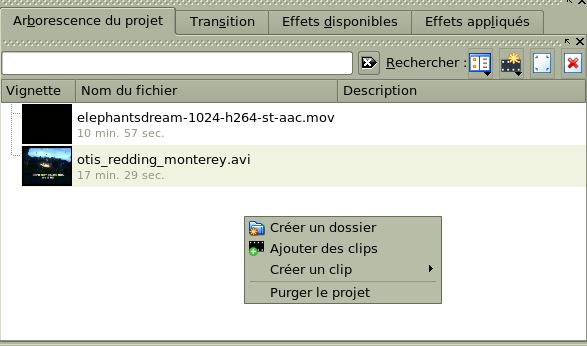 Arborescence du projet Transition Effets disponibles Effets appliqués
Rechercher :
Vignette Nom du fichier Description
elephantsdream-1024-h264-st-aac.mov
10 min. 57 sec.
otis_redding_monterey.avi
17 min. 29 sec.
Créer un dossier
Ajouter des clips
Créer un clip
Purger le projet